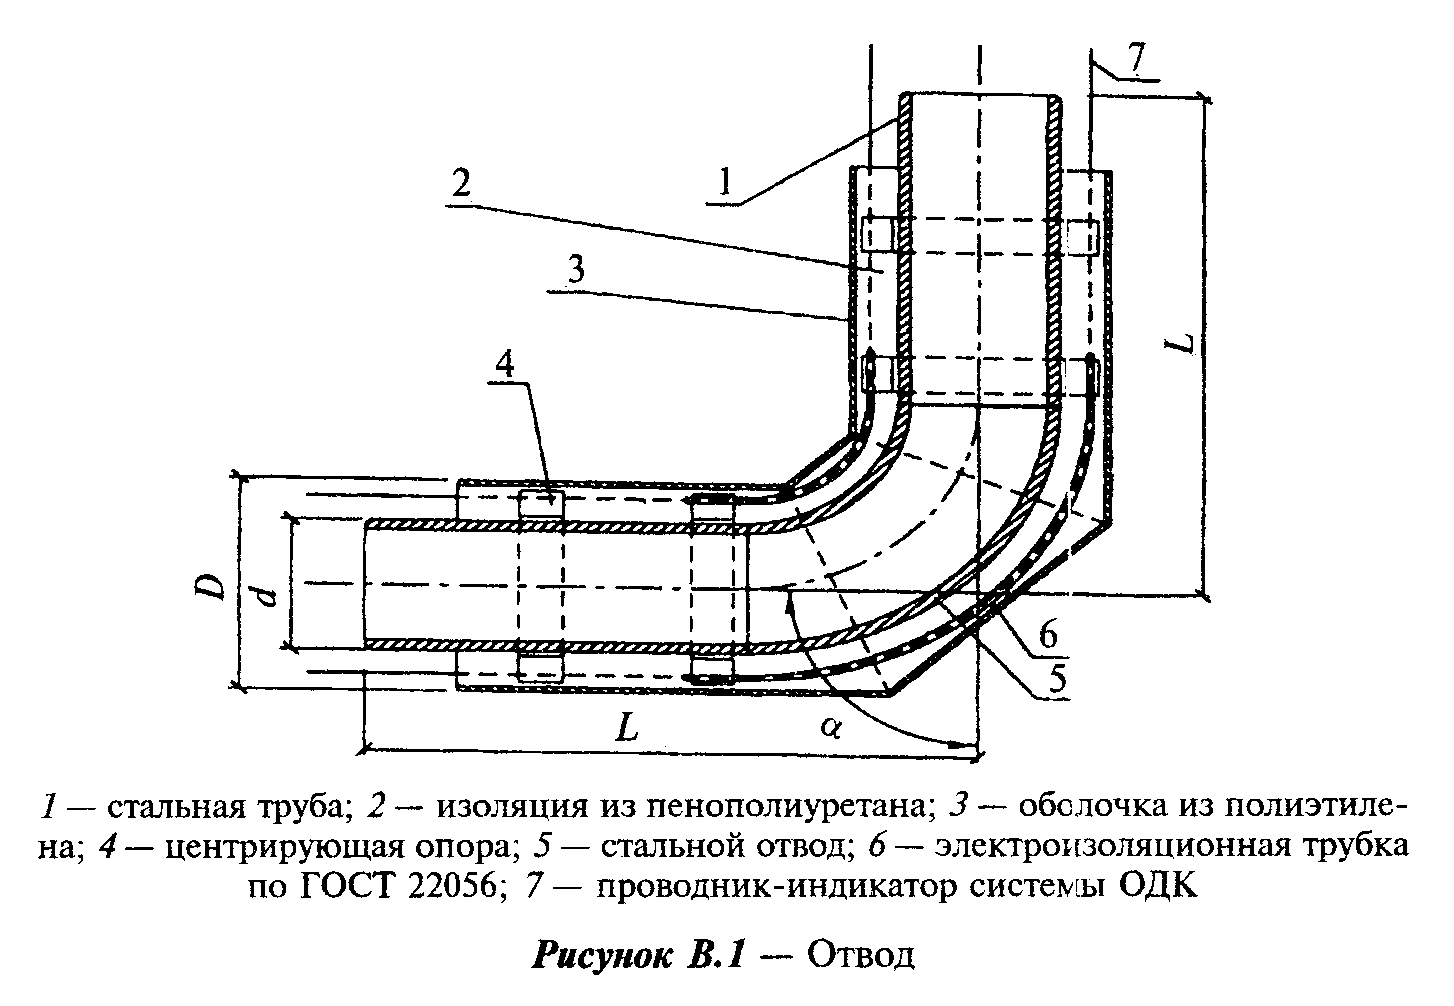 7
1
2
3
L
4
D
d
6
5
L
α
1 — стальная труба; 2 — изоляция из пенополиуретана; 3 — оболочка из полиэтиле-
на; 4 — центрирующая опора; 5 — стальной отвод; 6 — электроизоляционная трубка
по ГОСТ 22056; 7 — проводник-индикатор системы ОДК
Рисунок В.1 — Отвод